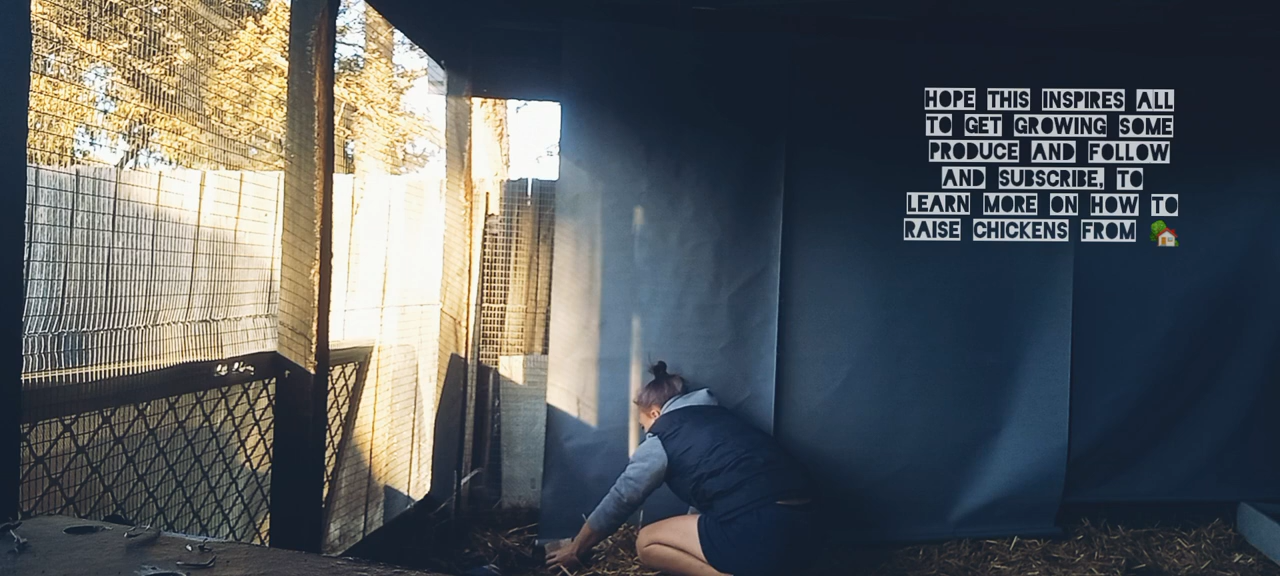 HOPE THIS INSPIRES ALL
TO GET GROWING SOME
PRODUCE AND FOLLOW
AND SUBSCRIBE, TO
LEARN MORE ON HOW TO
RAISE CHICKENS FROM 🏡